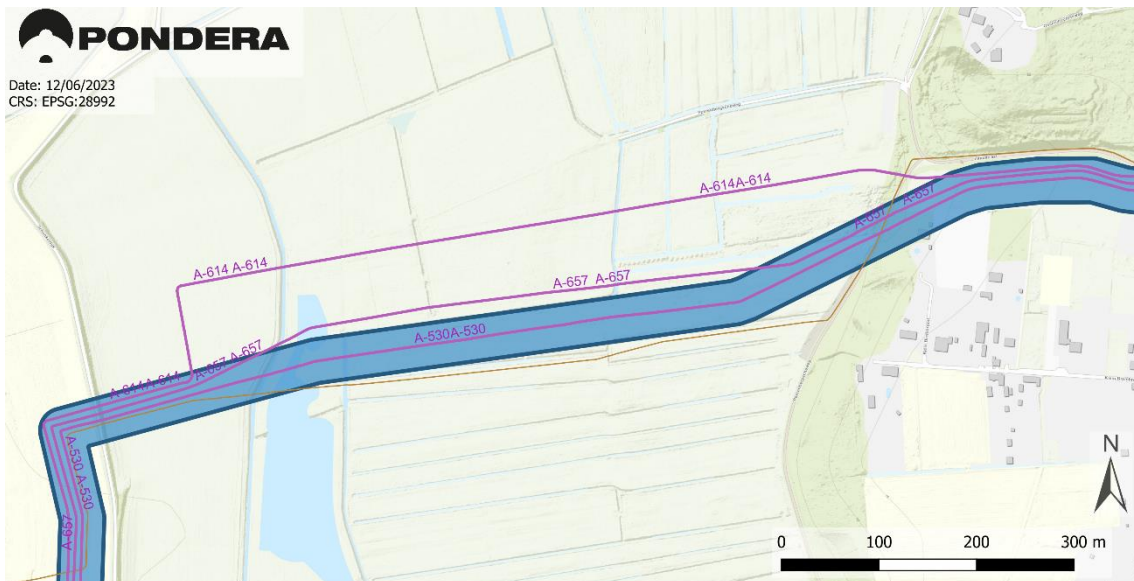 PONDERA
Date: 12/06/2023
CRS: EPSG:28992
A-614A-614
A-614 A-614
A-657
A-657
A-657 A-657
A-530A-530
A-657 A-657
A-614A-614
A-530 A-530
A-657
N
0 100 200 300 m